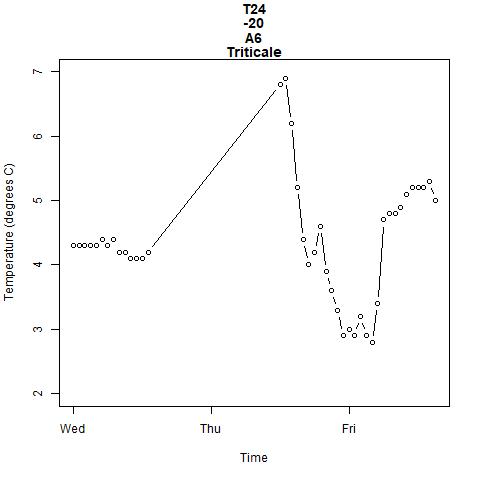 T24
-20
A6
Triticale
Temperature (degrees C)
7
6
5
4
3
2
Wed
Thu
Fri
Time